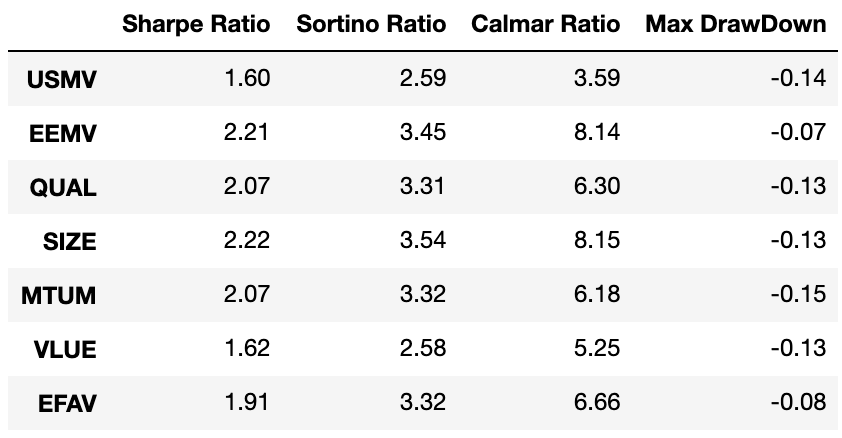 Sharpe Ratio Sortino Ratio Calmar Ratio Max DrawDown
USMV 1.60 2.59 3.59 -0.14
EEMV 2.21 3.45 8.14 -0.07
QUAL 2.07 3.31 6.30 -0.13
SIZE 2.22 3.54 8.15 -0.13
MTUM 2.07 3.32 6.18 -0.15
VLUE 1.62 2.58 5.25 -0.13
EFAV 1.91 3.32 6.66 -0.08